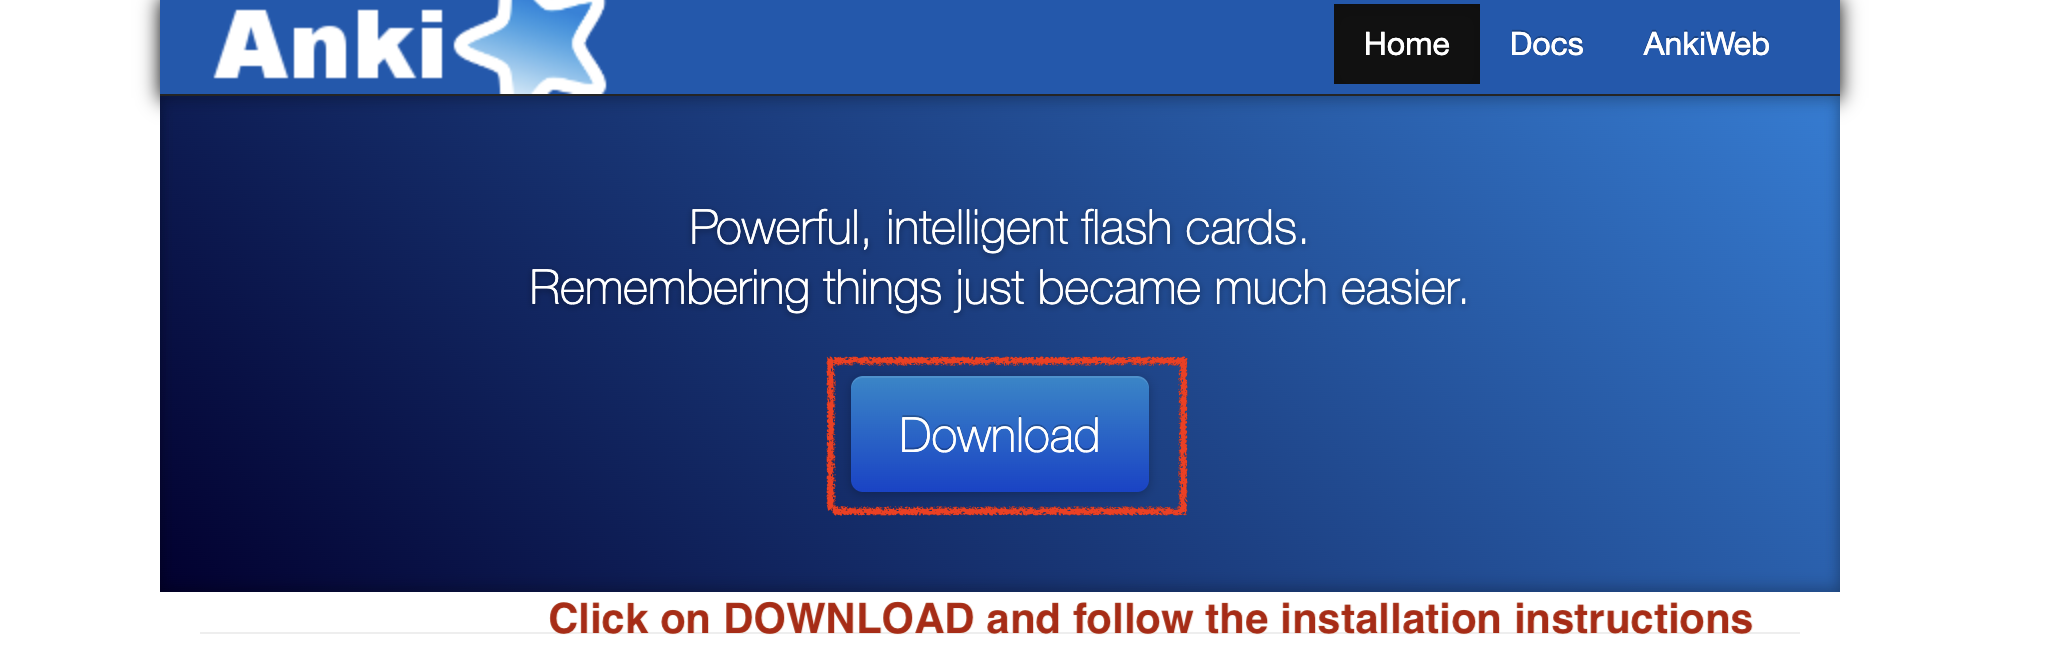 Anki
Home Docs AnkiWeb
Powerful, intelligent flash cards.
Remembering things just became much easier.
Download
Click on DOWNLOAD and follow the installation instructions